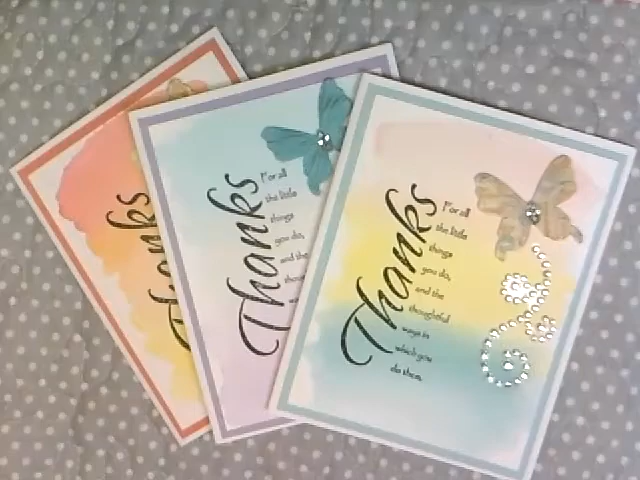 Thanks
For all
the little
things
you do,
and the
thoughtful
ways in
which you
do them.
Thanks
For all
the little
things
you do,
and the
Thanks